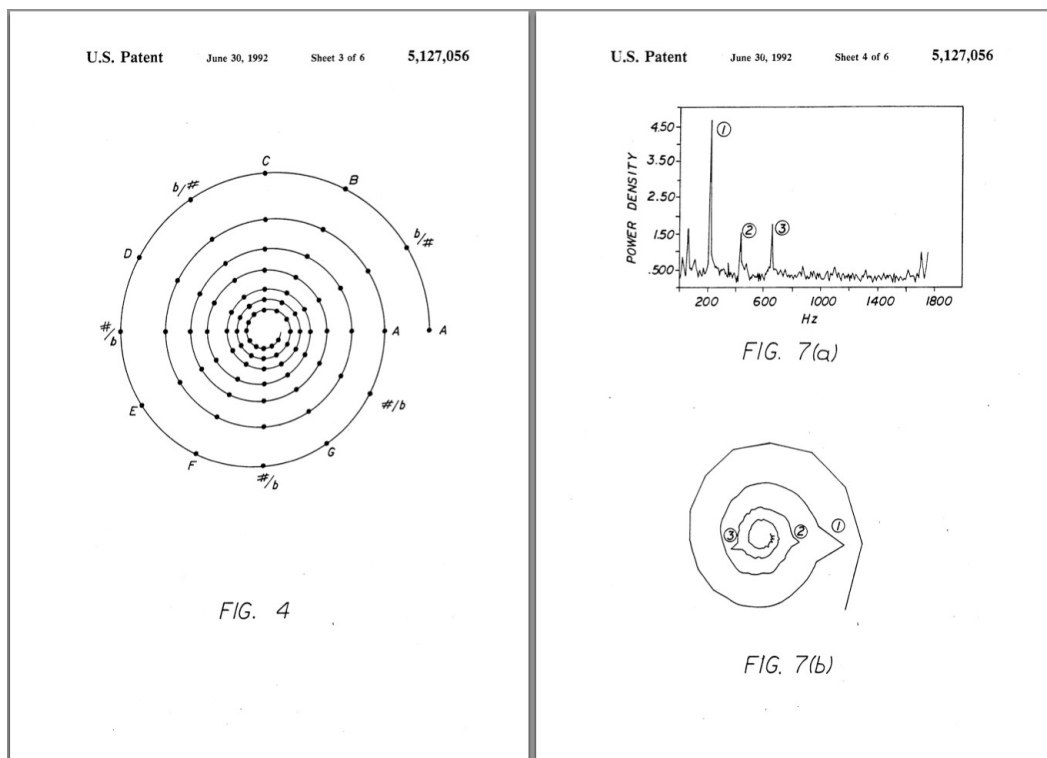 U.S. Patent June 30, 1992 Sheet 3 of 6 5,127,056
C
b/#
B
b/#
D
#/b
A
A
E
#/b
F
G
#/b
FIG. 4
U.S. Patent June 30, 1992 Sheet 4 of 6 5,127,056
POWER DENSITY
4.50
3.50
2.50
1.50
.500
1
2
3
200 600 1000 1400 1800
Hz
FIG. 7(a)
1
2
3
FIG. 7(b)